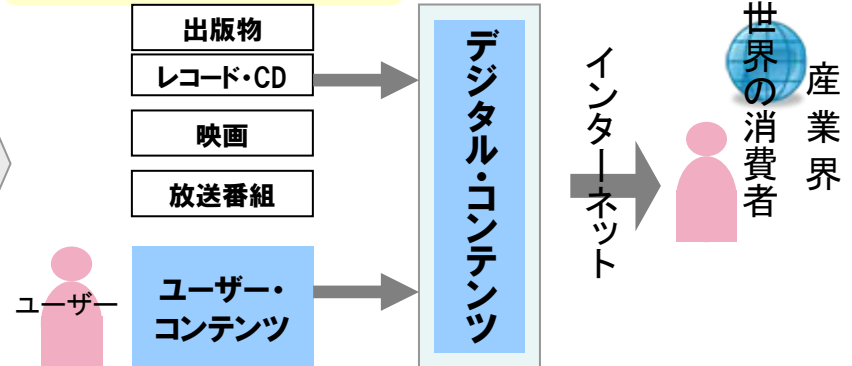 出版物
レコード・CD
映画
放送番組
ユーザー
ユーザー・
コンテンツ
デジタル・コンテンツ
インターネット
世界の消費者
産業界